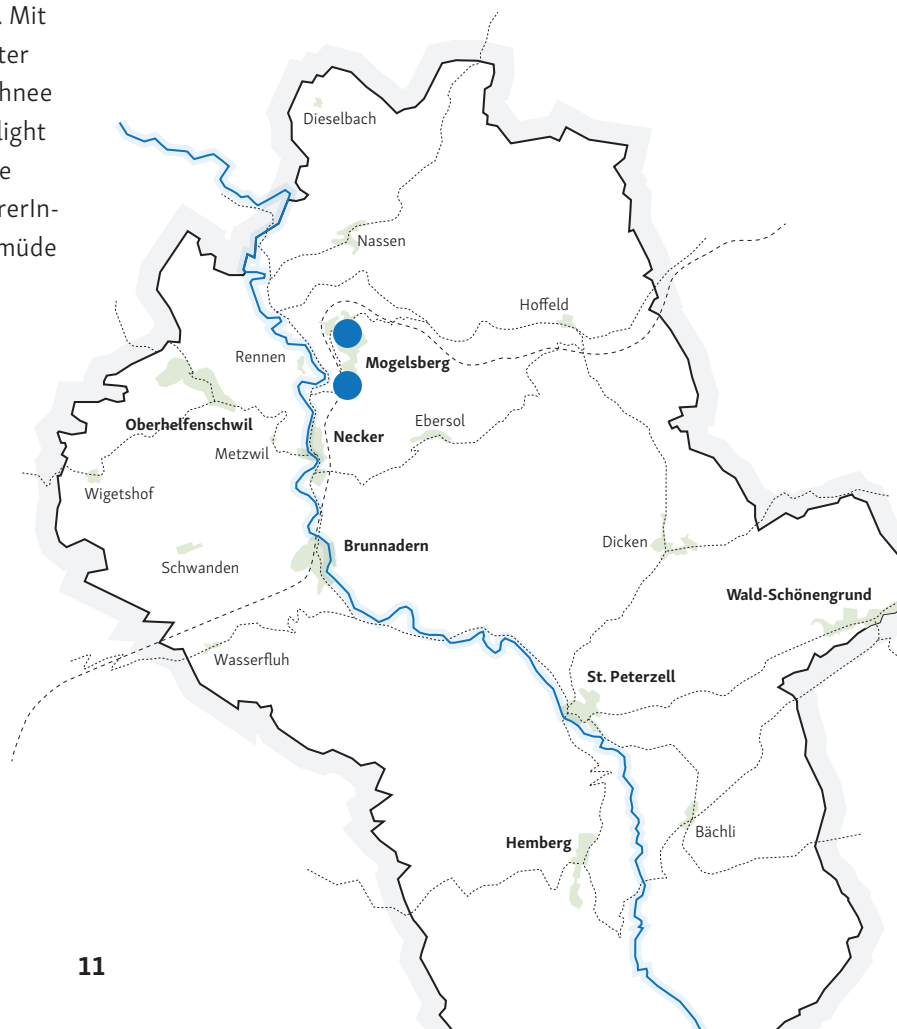 . Mit
ter
hnee
light
e
rerIn-
müde
Dieselbach
Nassen
Hoffeld
Rennen
Mogelsberg
Oberhelfenschwil
Ebersol
Necker
Metzwil
Wigetshof
Brunnadern
Dicken
Schwanden
Wald-Schönengrund
Wasserfluh
St. Peterzell
Bächli
Hemberg
11